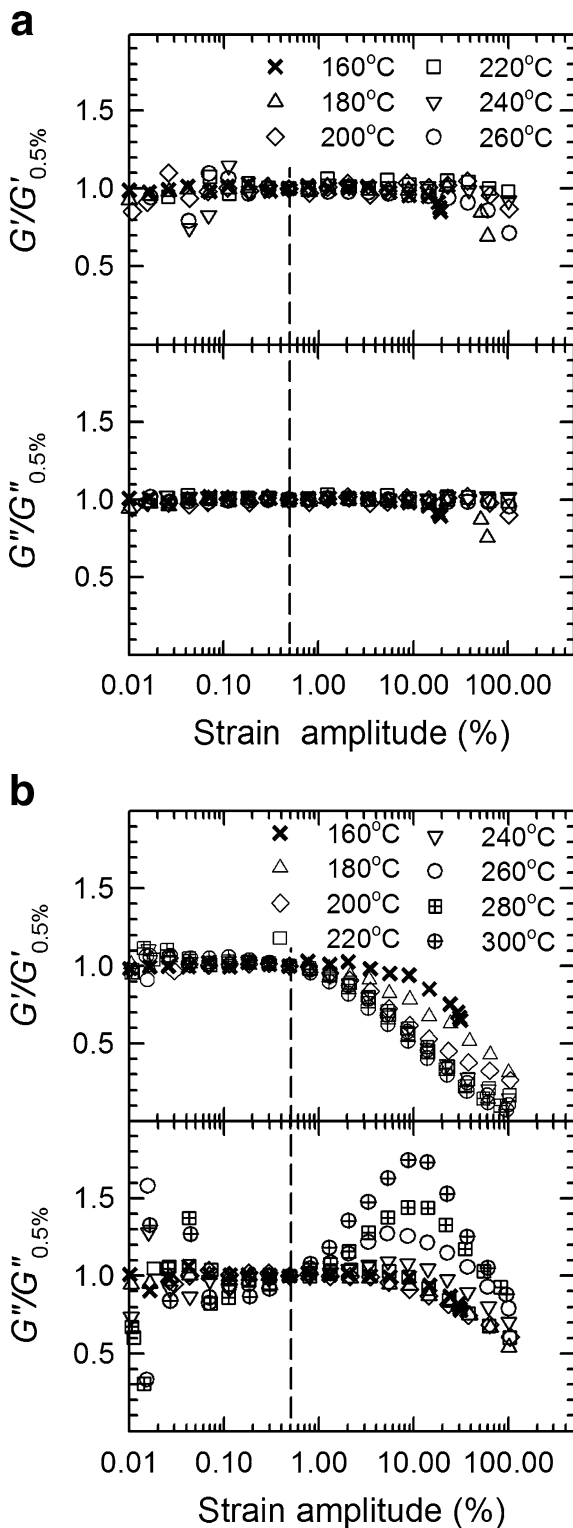 a
160°C 220°C
180°C 240°C
200°C 260°C
1.5
1.0
0.5
G'/G'0.5%
1.5
1.0
0.5
G''/G''0.5%
0.01 0.10 1.00 10.00 100.00
Strain amplitude (%)
b
160°C 240°C
180°C 260°C
200°C 280°C
220°C 300°C
1.5
1.0
0.5
G'/G'0.5%
1.5
1.0
0.5
G''/G''0.5%
0.01 0.10 1.00 10.00 100.00
Strain amplitude (%)